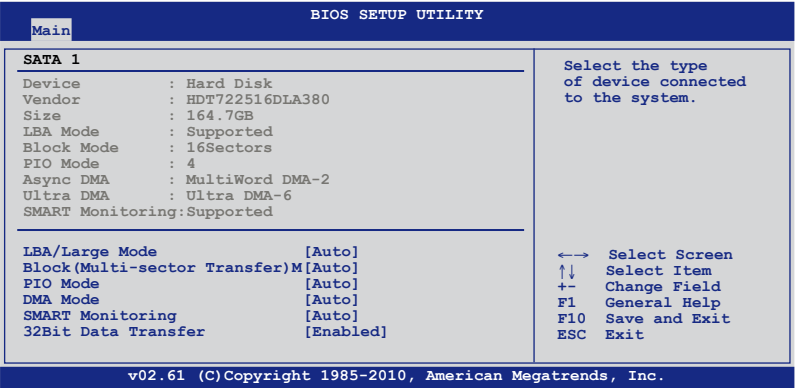 BIOS SETUP UTILITY
Main
SATA 1
Device : Hard Disk
Vendor : HDT722516DLA380
Size : 164.7GB
LBA Mode : Supported
Block Mode : 16Sectors
PIO Mode : 4
Async DMA : MultiWord DMA-2
Ultra DMA : Ultra DMA-6
SMART Monitoring:Supported
LBA/Large Mode [Auto]
Block(Multi-sector Transfer)M[Auto]
PIO Mode [Auto]
DMA Mode [Auto]
SMART Monitoring [Auto]
32Bit Data Transfer [Enabled]
Select the type
of device connected
to the system.
←→ Select Screen
↑↓ Select Item
+- Change Field
F1 General Help
F10 Save and Exit
ESC Exit
v02.61 (C)Copyright 1985-2010, American Megatrends, Inc.